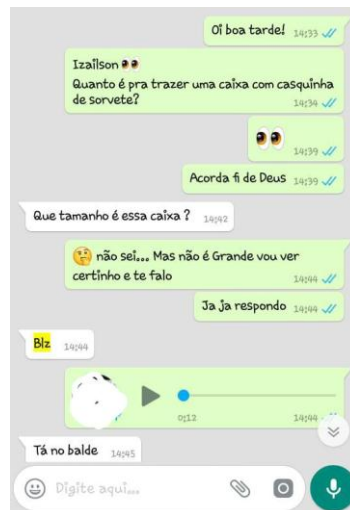 Oi boa tarde! 14:33
Izailson 👀
Quanto é pra trazer uma caixa com casquinha
de sorvete?
14:34
👀
14:39
Acorda fi de Deus 14:39
Que tamanho é essa caixa ? 14:42
🤔 não sei... Mas não é Grande vou ver
certinho e te falo
14:44
Ja ja respondo 14:44
Blz 14:44
0:12 14:44
Tá no balde 14:45
Digite aqui...